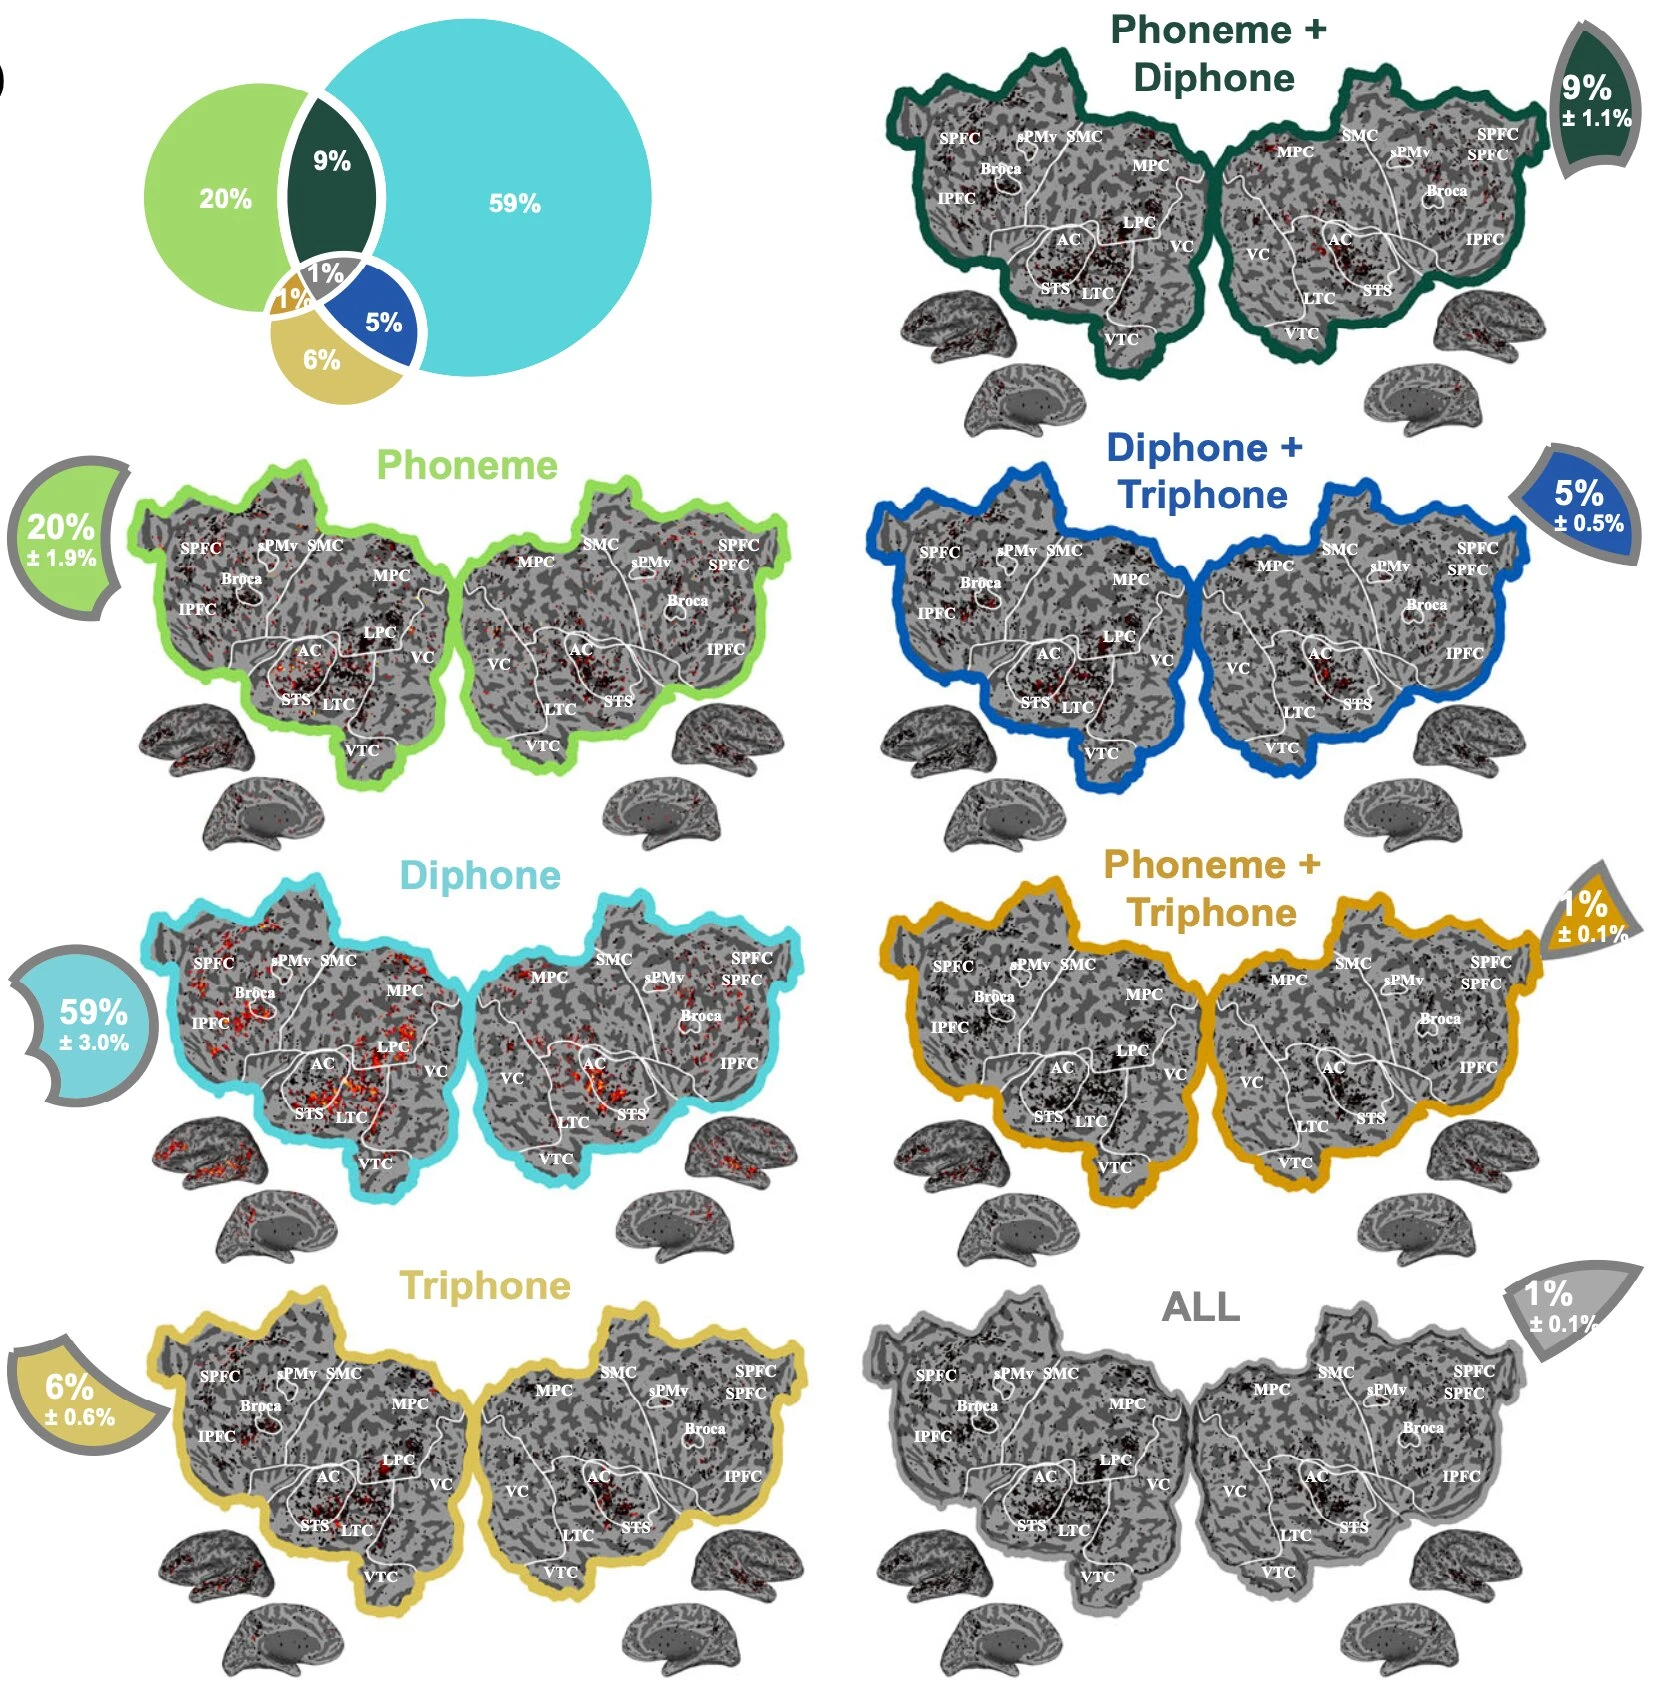 )
20%
9%
59%
1%
1%
5%
6%
Phoneme +
Diphone
9%
± 1.1%
SPFC
sPMv
SMC
Broca
MPC
IPFC
LPC
AC
VC
STS
LTC
VTC
SMC
SPFC
MPC
sPMv
SPFC
Broca
AC
IPFC
VC
STS
LTC
VTC
Phoneme
20%
± 1.9%
SPFC
sPMv
SMC
Broca
MPC
IPFC
LPC
AC
VC
STS
LTC
VTC
SMC
SPFC
MPC
sPMv
SPFC
Broca
AC
IPFC
VC
STS
LTC
VTC
Diphone +
Triphone
5%
± 0.5%
SPFC
sPMv
SMC
Broca
MPC
IPFC
LPC
AC
VC
STS
LTC
VTC
SMC
SPFC
MPC
sPMv
SPFC
Broca
AC
IPFC
VC
STS
LTC
VTC
Diphone
59%
± 3.0%
SPFC
sPMv
SMC
Broca
MPC
IPFC
LPC
AC
VC
STS
LTC
VTC
SMC
SPFC
MPC
sPMv
SPFC
Broca
AC
IPFC
VC
STS
LTC
VTC
Phoneme +
Triphone
1%
± 0.1%
SPFC
sPMv
SMC
Broca
MPC
IPFC
LPC
AC
VC
STS
LTC
VTC
SMC
SPFC
MPC
sPMv
SPFC
Broca
AC
IPFC
VC
STS
LTC
VTC
Triphone
6%
± 0.6%
SPFC
sPMv
SMC
Broca
MPC
IPFC
LPC
AC
VC
STS
LTC
VTC
SMC
SPFC
MPC
sPMv
SPFC
Broca
AC
IPFC
VC
STS
LTC
VTC
ALL
1%
± 0.1%
SPFC
sPMv
SMC
Broca
MPC
IPFC
LPC
AC
VC
STS
LTC
VTC
SMC
SPFC
MPC
sPMv
SPFC
Broca
AC
IPFC
VC
STS
LTC
VTC